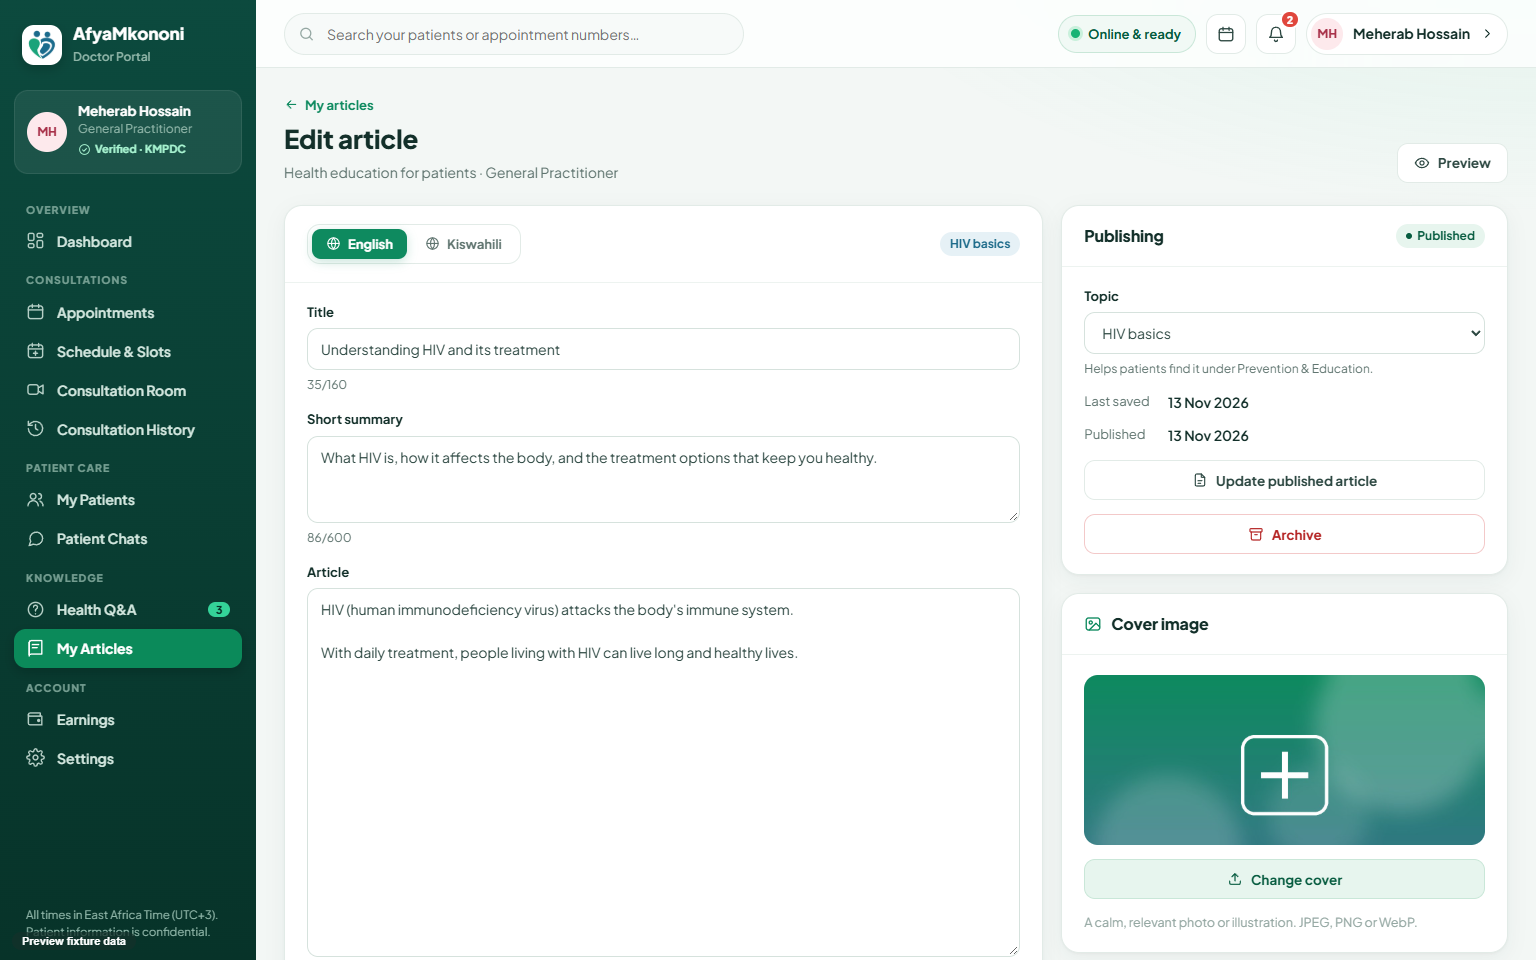 AfyaMkononi
Doctor Portal
MH
Meherab Hossain
General Practitioner
Verified · KMPDC
OVERVIEW
Dashboard
CONSULTATIONS
Appointments
Schedule & Slots
Consultation Room
Consultation History
PATIENT CARE
My Patients
Patient Chats
KNOWLEDGE
Health Q&A
3
My Articles
ACCOUNT
Earnings
Settings
All times in East Africa Time (UTC+3).
Patient information is confidential.
Preview fixture data
Search your patients or appointment numbers...
Online & ready
2
MH
Meherab Hossain
My articles
Edit article
Health education for patients · General Practitioner
Preview
English
Kiswahili
HIV basics
Title
Understanding HIV and its treatment
35/160
Short summary
What HIV is, how it affects the body, and the treatment options that keep you healthy.
86/600
Article
HIV (human immunodeficiency virus) attacks the body's immune system.
With daily treatment, people living with HIV can live long and healthy lives.
Publishing
Published
Topic
HIV basics
Helps patients find it under Prevention & Education.
Last saved 13 Nov 2026
Published 13 Nov 2026
Update published article
Archive
Cover image
Change cover
A calm, relevant photo or illustration. JPEG, PNG or WebP.